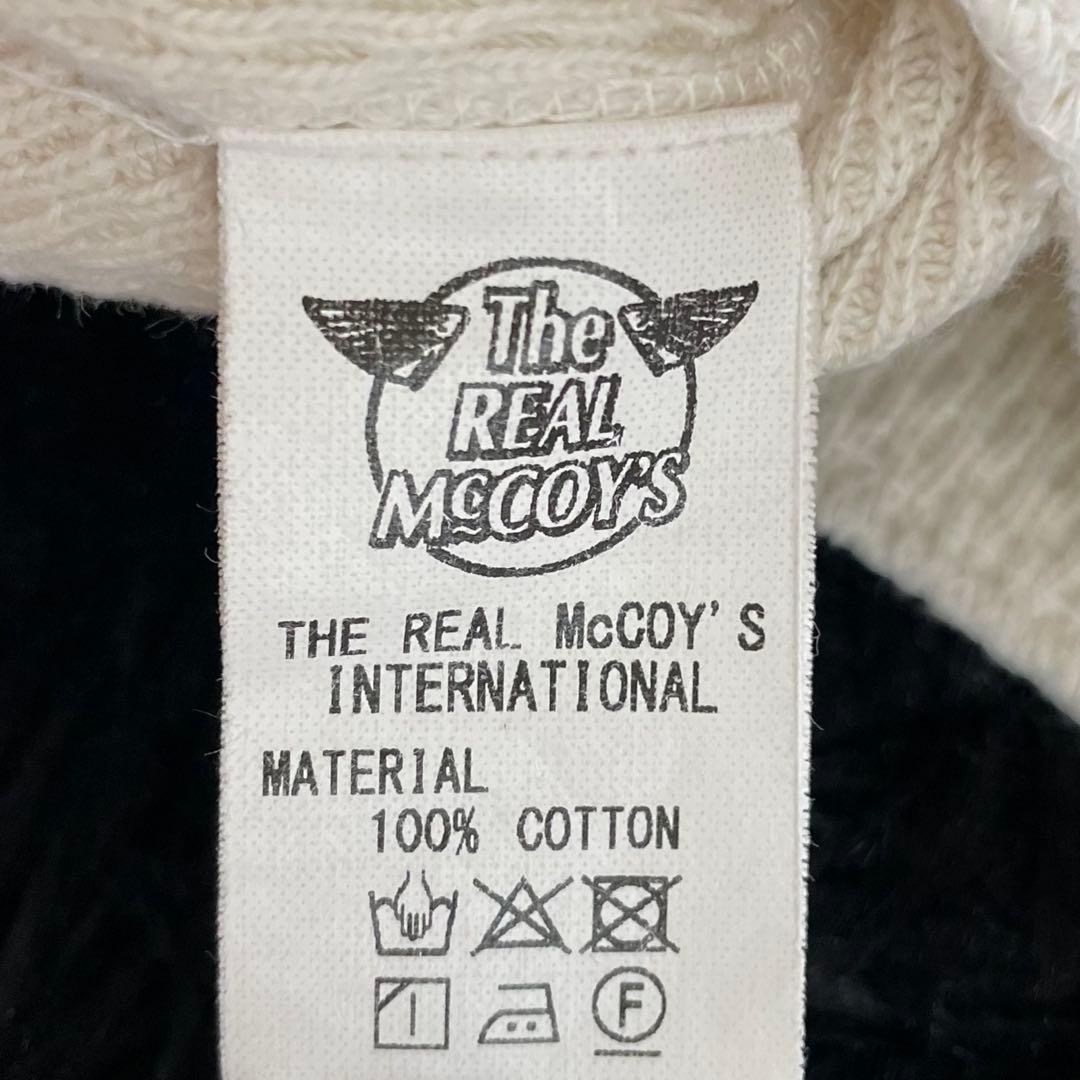 The
REAL
McCOY'S
THE REAL McCOY'S
INTERNATIONAL
MATERIAL
100% COTTON
F